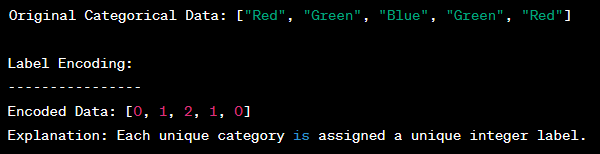 Original Categorical Data: ["Red", "Green", "Blue", "Green", "Red"]
Label Encoding:
----------------
Encoded Data: [0, 1, 2, 1, 0]
Explanation: Each unique category is assigned a unique integer label.